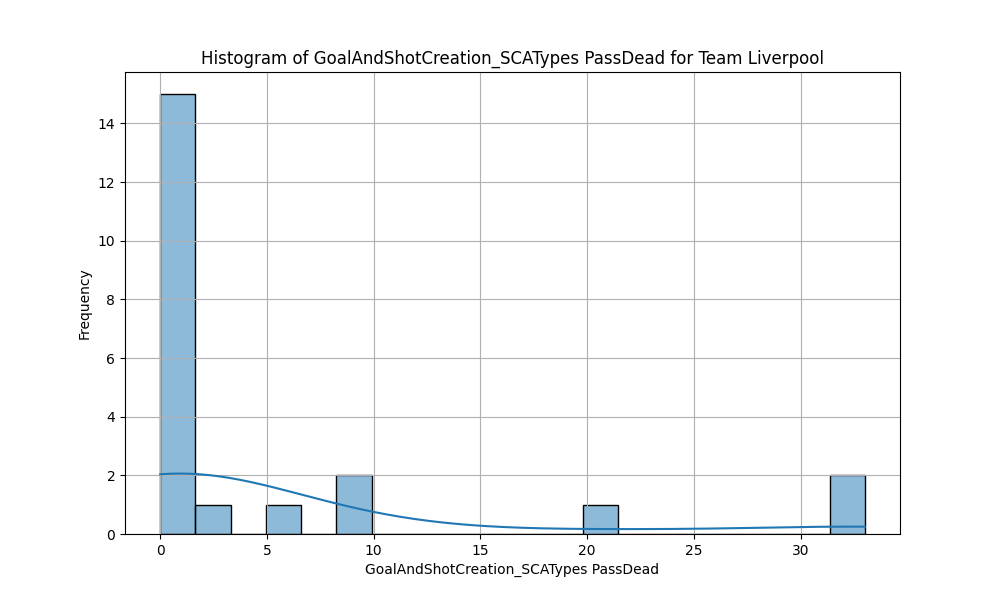 Histogram of GoalAndShotCreation_SCATypes PassDead for Team Liverpool
14
12
10
8
6
4
2
0
Frequency
0 5 10 15 20 25 30
GoalAndShotCreation_SCATypes PassDead